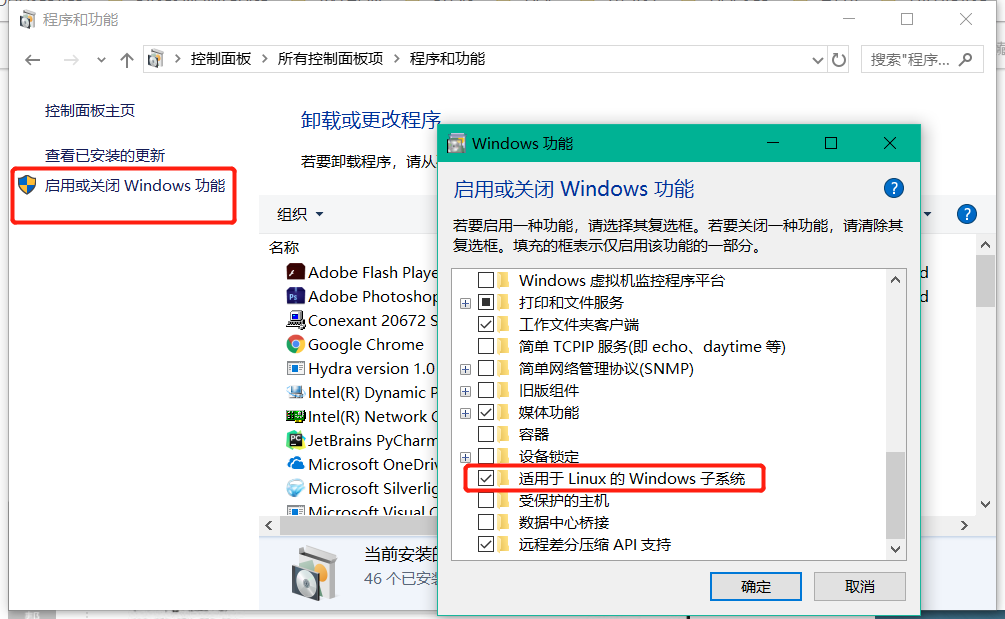 程序和功能
控制面板 > 所有控制面板项 > 程序和功能
搜索"程序...
控制面板主页
查看已安装的更新
启用或关闭 Windows 功能
卸载或更改程序
若要卸载程序，请从
组织
名称
Adobe Flash Playe
Adobe Photoshop
Conexant 20672 S
Google Chrome
Hydra version 1.0
Intel(R) Dynamic P
Intel(R) Network C
JetBrains PyCharm
Microsoft OneDriv
Microsoft Silverlig
Microsoft Visual C
当前安装的
46 个已安装
Windows 功能
启用或关闭 Windows 功能
若要启用一种功能，请选择其复选框。若要关闭一种功能，请清除其
复选框。填充的框表示仅启用该功能的一部分。
Windows 虚拟机监控程序平台
打印和文件服务
工作文件夹客户端
简单 TCPIP 服务(即 echo、daytime 等)
简单网络管理协议(SNMP)
旧版组件
媒体功能
容器
设备锁定
适用于 Linux 的 Windows 子系统
受保护的主机
数据中心桥接
远程差分压缩 API 支持
确定
取消